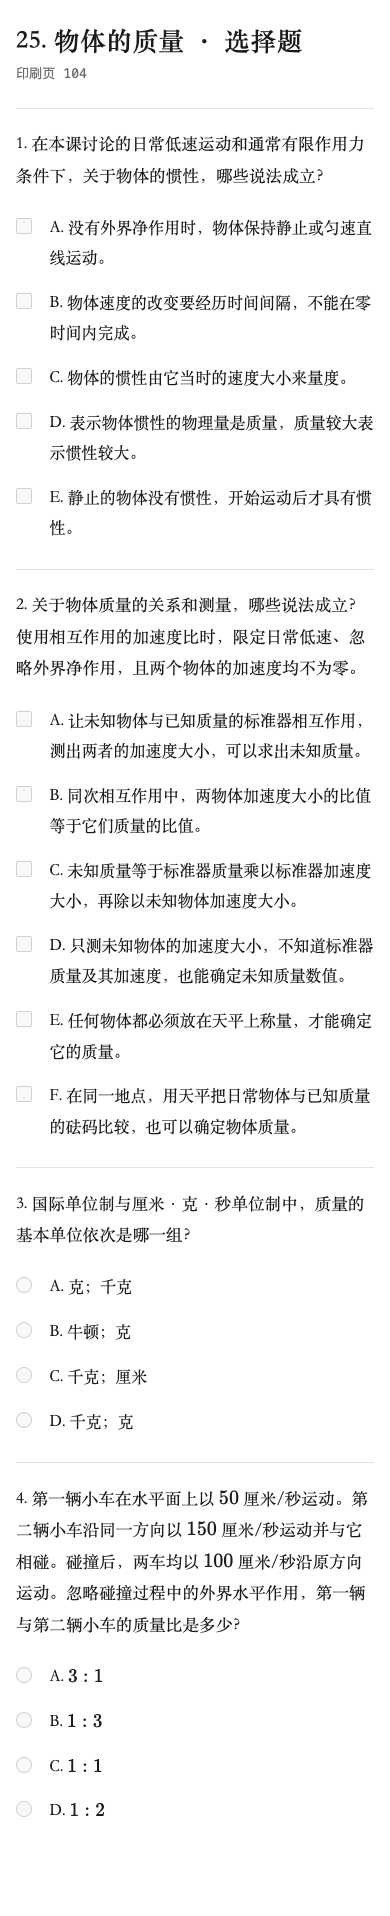 25. 物体的质量 · 选择题
印刷页 104
1. 在本课讨论的日常低速运动和通常有限作用力
条件下，关于物体的惯性，哪些说法成立？
A. 没有外界净作用时，物体保持静止或匀速直
线运动。
B. 物体速度的改变要经历时间间隔，不能在零
时间内完成。
C. 物体的惯性由它当时的速度大小来量度。
D. 表示物体惯性的物理量是质量，质量较大表
示惯性较大。
E. 静止的物体没有惯性，开始运动后才具有惯
性。
2. 关于物体质量的关系和测量，哪些说法成立？
使用相互作用的加速度比时，限定日常低速、忽
略外界净作用，且两个物体的加速度均不为零。
A. 让未知物体与已知质量的标准器相互作用，
测出两者的加速度大小，可以求出未知质量。
B. 同次相互作用中，两物体加速度大小的比值
等于它们质量的比值。
C. 未知质量等于标准器质量乘以标准器加速度
大小，再除以未知物体加速度大小。
D. 只测未知物体的加速度大小，不知道标准器
质量及其加速度，也能确定未知质量数值。
E. 任何物体都必须放在天平上称量，才能确定
它的质量。
F. 在同一地点，用天平把日常物体与已知质量
的砝码比较，也可以确定物体质量。
3. 国际单位制与厘米 · 克 · 秒单位制中，质量的
基本单位依次是哪一组？
A. 克；千克
B. 牛顿；克
C. 千克；厘米
D. 千克；克
4. 第一辆小车在水平面上以 50 厘米/秒运动。第
二辆小车沿同一方向以 150 厘米/秒运动并与它
相碰。碰撞后，两车均以 100 厘米/秒沿原方向
运动。忽略碰撞过程中的外界水平作用，第一辆
与第二辆小车的质量比是多少？
A. 3 : 1
B. 1 : 3
C. 1 : 1
D. 1 : 2